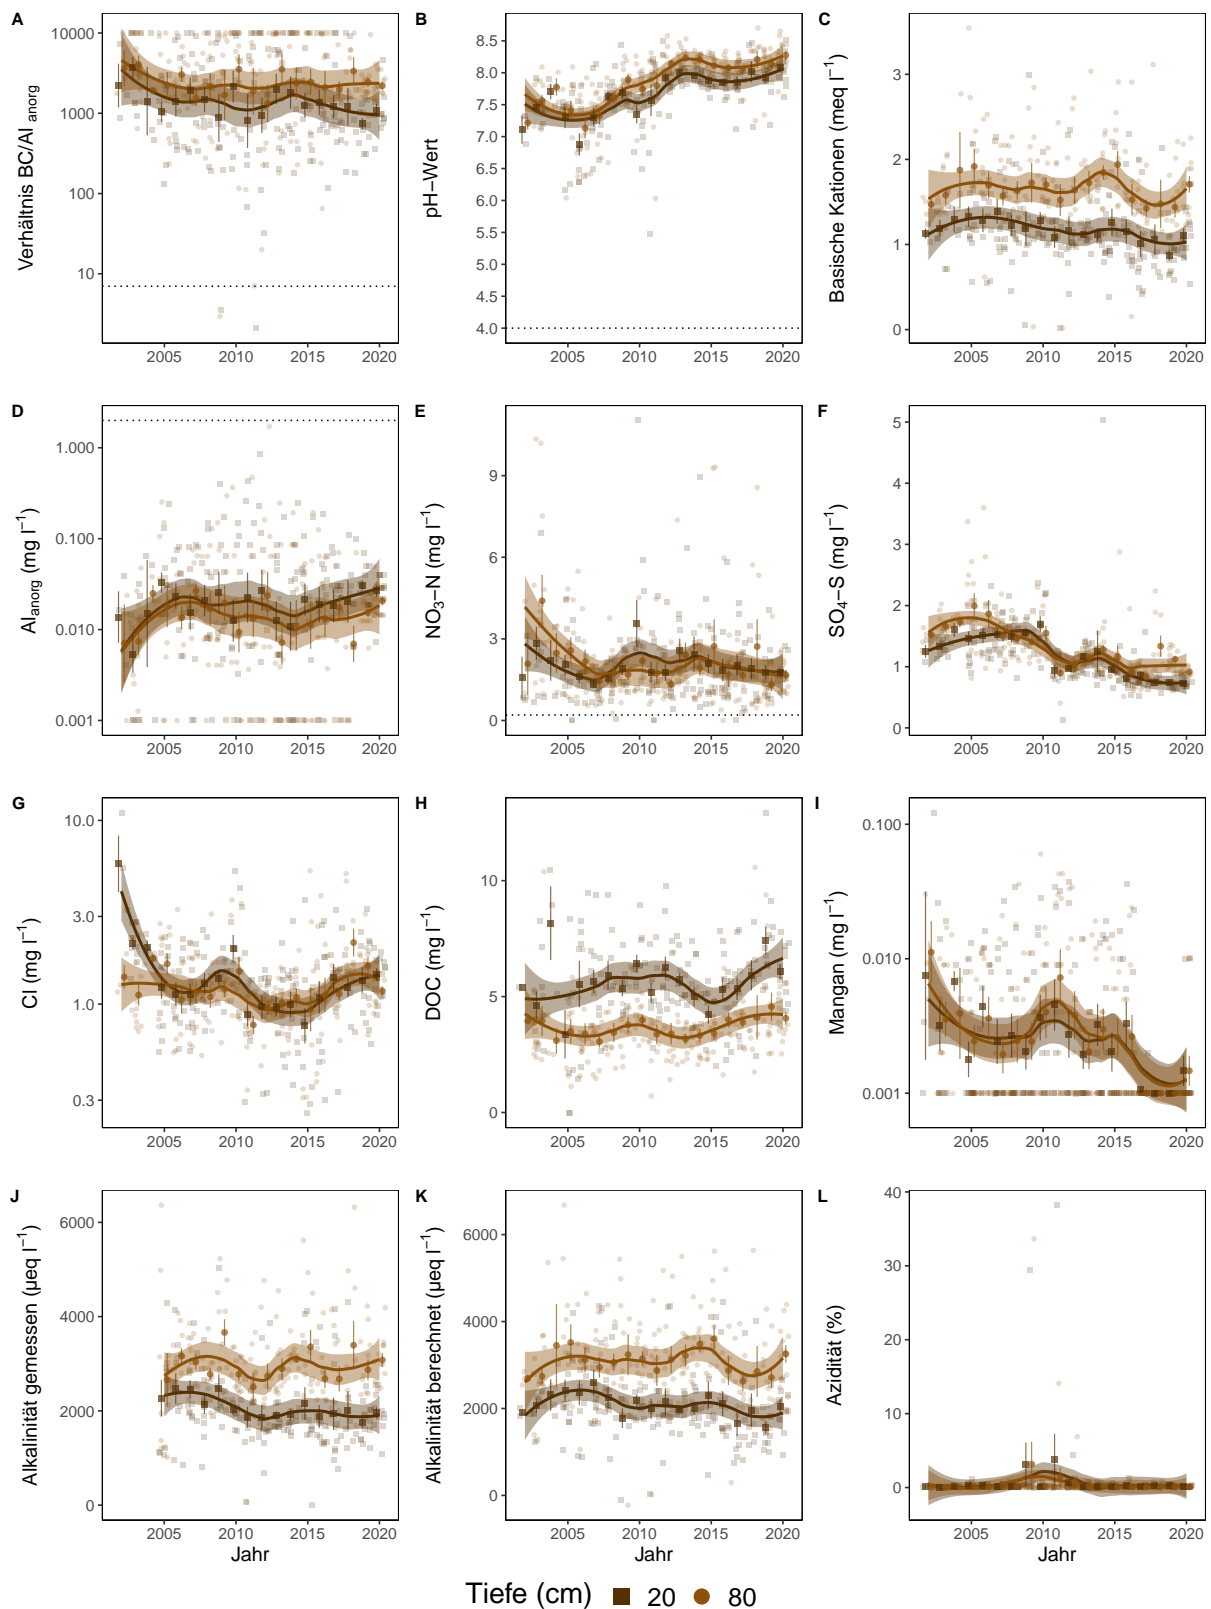 A
Verhältnis BC/Al anorg
10000
1000
100
10
2005 2010 2015 2020
B
pH−Wert
8.5
8.0
7.5
7.0
6.5
6.0
5.5
5.0
4.5
4.0
2005 2010 2015 2020
C
Basische Kationen (meq l−1)
3
2
1
0
2005 2010 2015 2020
D
Alanorg (mg l−1)
1.000
0.100
0.010
0.001
2005 2010 2015 2020
E
NO3−N (mg l−1)
9
6
3
0
2005 2010 2015 2020
F
SO4−S (mg l−1)
5
4
3
2
1
0
2005 2010 2015 2020
G
Cl (mg l−1)
10.0
3.0
1.0
0.3
2005 2010 2015 2020
H
DOC (mg l−1)
10
5
0
2005 2010 2015 2020
I
Mangan (mg l−1)
0.100
0.010
0.001
2005 2010 2015 2020
J
Alkalinität gemessen (µeq l−1)
6000
4000
2000
0
2005 2010 2015 2020
Jahr
K
Alkalinität berechnet (µeq l−1)
6000
4000
2000
0
2005 2010 2015 2020
L
Azidität (%)
40
30
20
10
0
2005 2010 2015 2020
Jahr
Tiefe (cm) 20 80